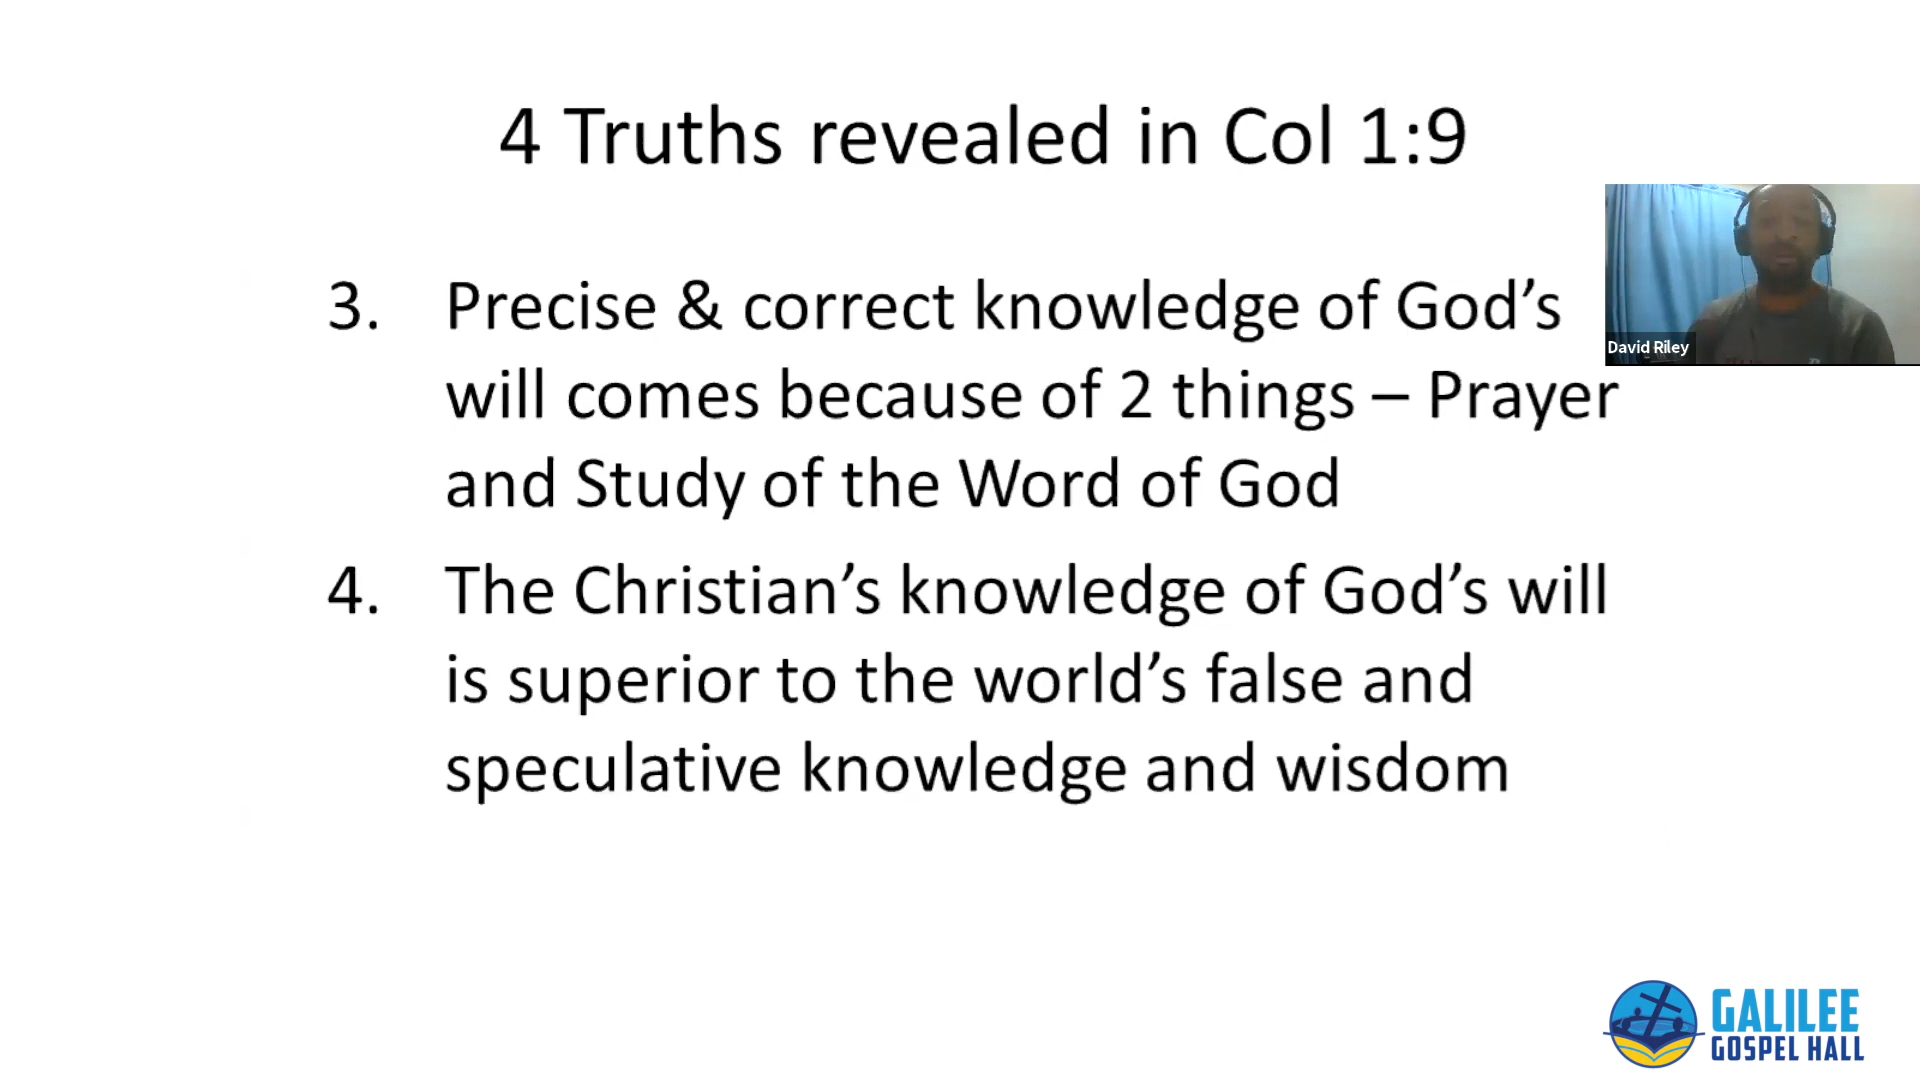 4 Truths revealed in Col 1:9
3. Precise & correct knowledge of God’s
will comes because of 2 things – Prayer
and Study of the Word of God
4. The Christian’s knowledge of God’s will
is superior to the world’s false and
speculative knowledge and wisdom
David Riley
GALILEE
GOSPEL HALL